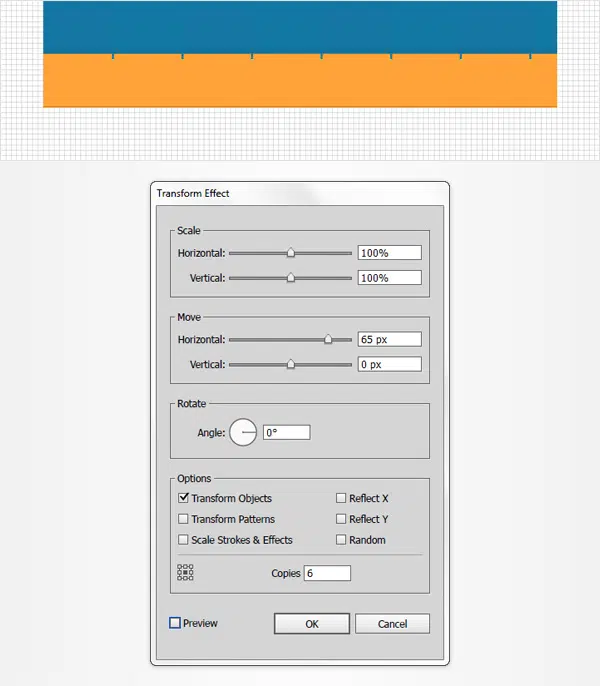 Transform Effect
Scale
Horizontal: 100%
Vertical: 100%
Move
Horizontal: 65 px
Vertical: 0 px
Rotate
Angle: 0°
Options
Transform Objects Reflect X
Transform Patterns Reflect Y
Scale Strokes & Effects Random
Copies 6
Preview OK Cancel